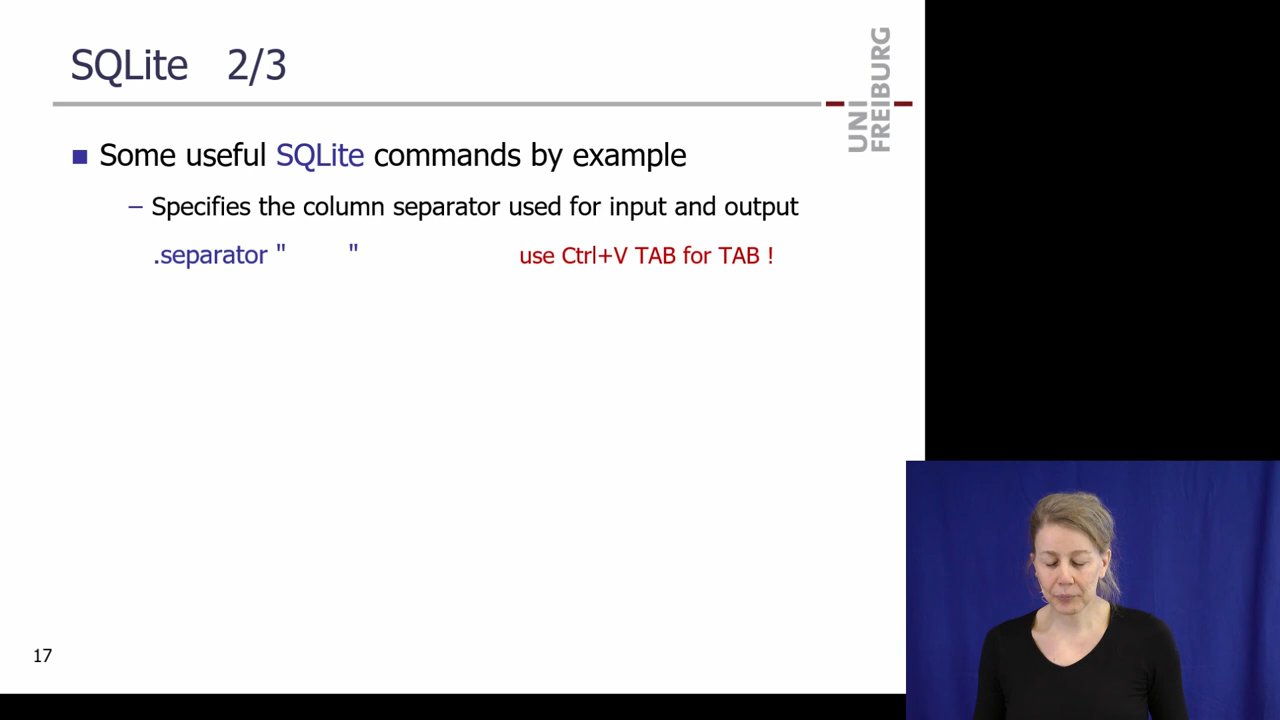 SQLite 2/3
UNI
FREIBURG
■ Some useful SQLite commands by example
– Specifies the column separator used for input and output
.separator "        " use Ctrl+V TAB for TAB !
17